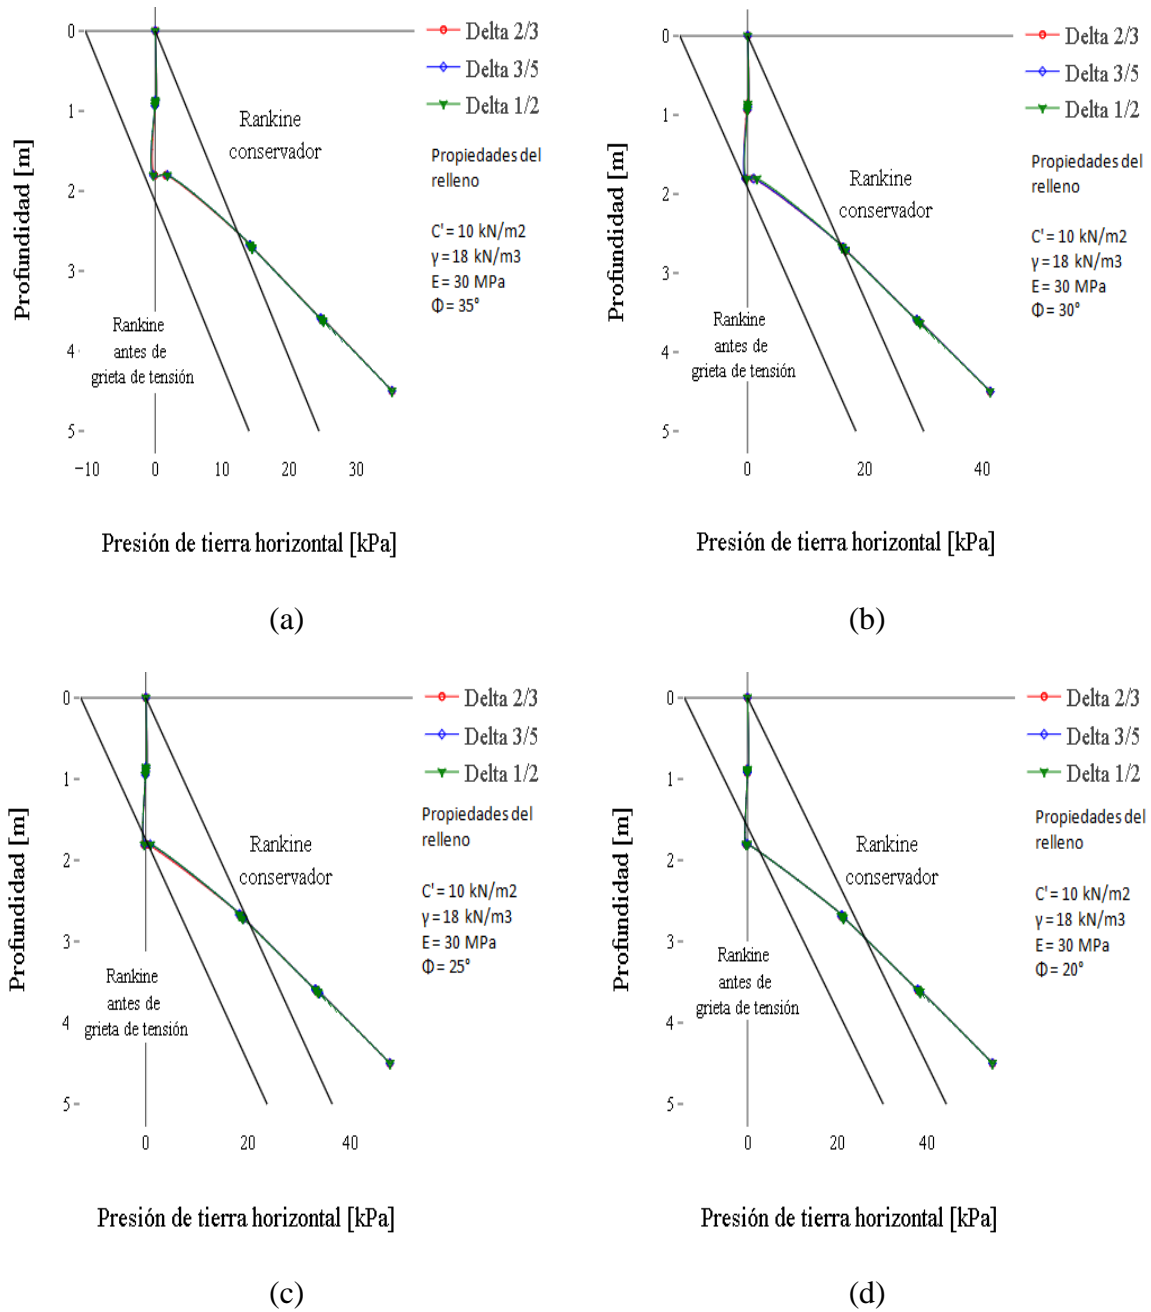 Delta 2/3
Delta 3/5
Delta 1/2
Propiedades del
relleno
C' = 10 kN/m2
γ = 18 kN/m3
E = 30 MPa
Φ = 35°
Rankine
conservador
Rankine
antes de
grieta de tensión
Profundidad [m]
0
1
2
3
4
5
−10
0
10
20
30
Presión de tierra horizontal [kPa]
(a)
Delta 2/3
Delta 3/5
Delta 1/2
Propiedades del
relleno
C' = 10 kN/m2
γ = 18 kN/m3
E = 30 MPa
Φ = 30°
Rankine
conservador
Rankine
antes de
grieta de tensión
Profundidad [m]
0
1
2
3
4
5
0
20
40
Presión de tierra horizontal [kPa]
(b)
Delta 2/3
Delta 3/5
Delta 1/2
Propiedades del
relleno
C' = 10 kN/m2
γ = 18 kN/m3
E = 30 MPa
Φ = 25°
Rankine
conservador
Rankine
antes de
grieta de tensión
Profundidad [m]
0
1
2
3
4
5
0
20
40
Presión de tierra horizontal [kPa]
(c)
Delta 2/3
Delta 3/5
Delta 1/2
Propiedades del
relleno
C' = 10 kN/m2
γ = 18 kN/m3
E = 30 MPa
Φ = 20°
Rankine
conservador
Rankine
antes de
grieta de tensión
Profundidad [m]
0
1
2
3
4
5
0
20
40
Presión de tierra horizontal [kPa]
(d)